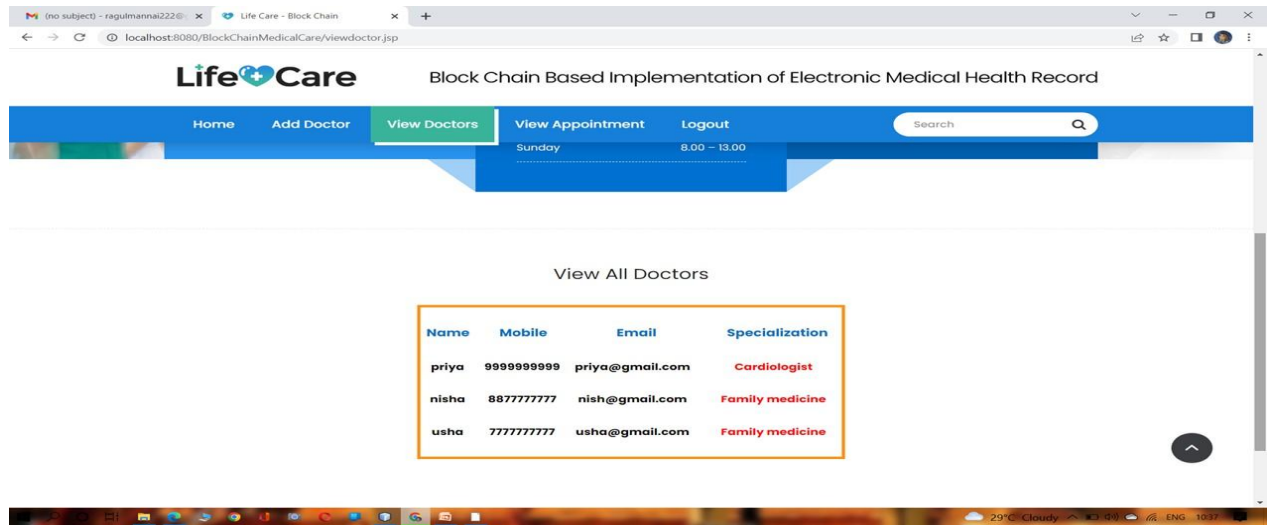 (no subject) - ragulmannai222@ Life Care - Block Chain
localhost:8080/BlockChainMedicalCare/viewdoctor.jsp
Life Care Block Chain Based Implementation of Electronic Medical Health Record
Home Add Doctor View Doctors View Appointment Logout Search
Sunday 8.00 – 13.00
View All Doctors
Name Mobile Email Specialization
priya 9999999999 priya@gmail.com Cardiologist
nisha 8877777777 nish@gmail.com Family medicine
usha 7777777777 usha@gmail.com Family medicine
29°C Cloudy ENG 10:37